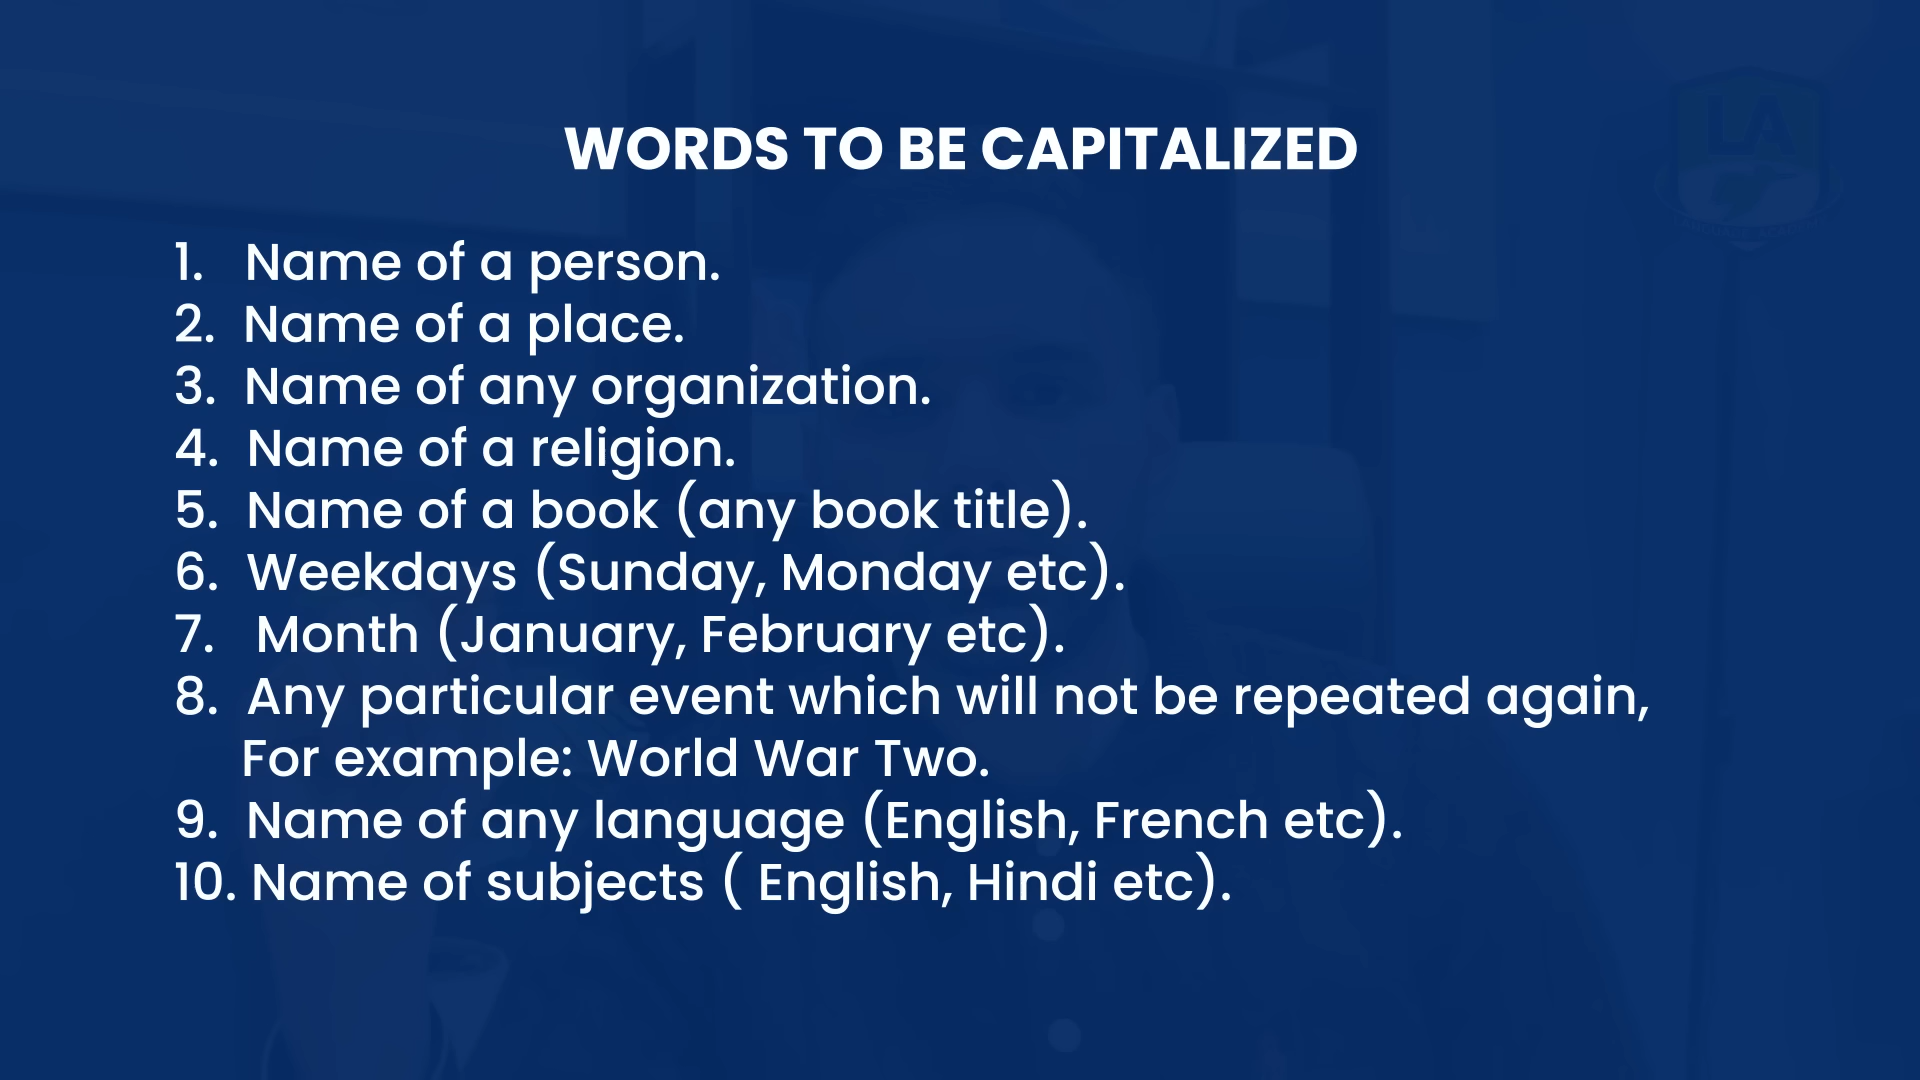 WORDS TO BE CAPITALIZED
1. Name of a person.
2. Name of a place.
3. Name of any organization.
4. Name of a religion.
5. Name of a book (any book title).
6. Weekdays (Sunday, Monday etc).
7. Month (January, February etc).
8. Any particular event which will not be repeated again,
For example: World War Two.
9. Name of any language (English, French etc).
10. Name of subjects ( English, Hindi etc).
LA